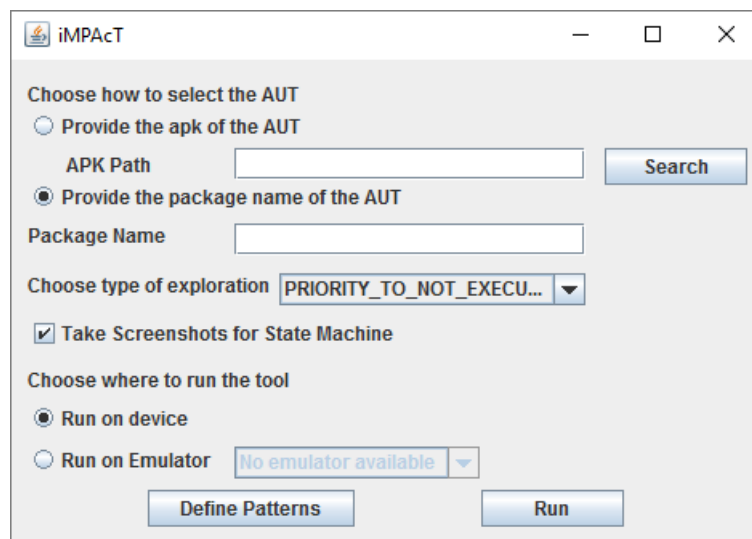 iMPAcT
Choose how to select the AUT
Provide the apk of the AUT
APK Path
Search
Provide the package name of the AUT
Package Name
Choose type of exploration PRIORITY_TO_NOT_EXECU...
Take Screenshots for State Machine
Choose where to run the tool
Run on device
Run on Emulator No emulator available
Define Patterns Run